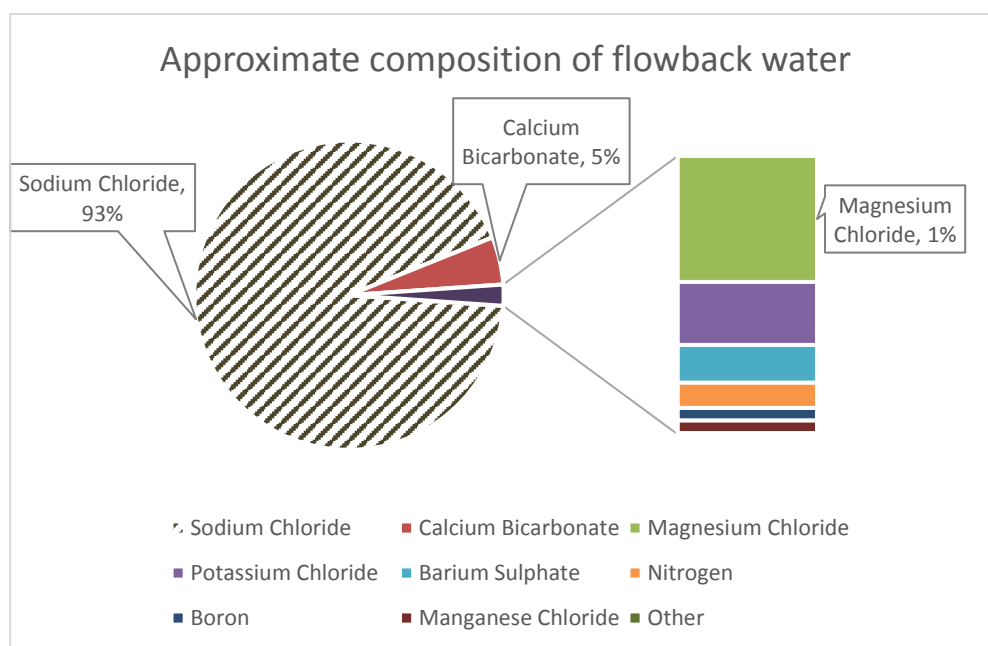 Approximate composition of flowback water
Calcium
Bicarbonate, 5%
Sodium Chloride,
93%
Magnesium
Chloride, 1%
Sodium Chloride
Calcium Bicarbonate
Magnesium Chloride
Potassium Chloride
Barium Sulphate
Nitrogen
Boron
Manganese Chloride
Other